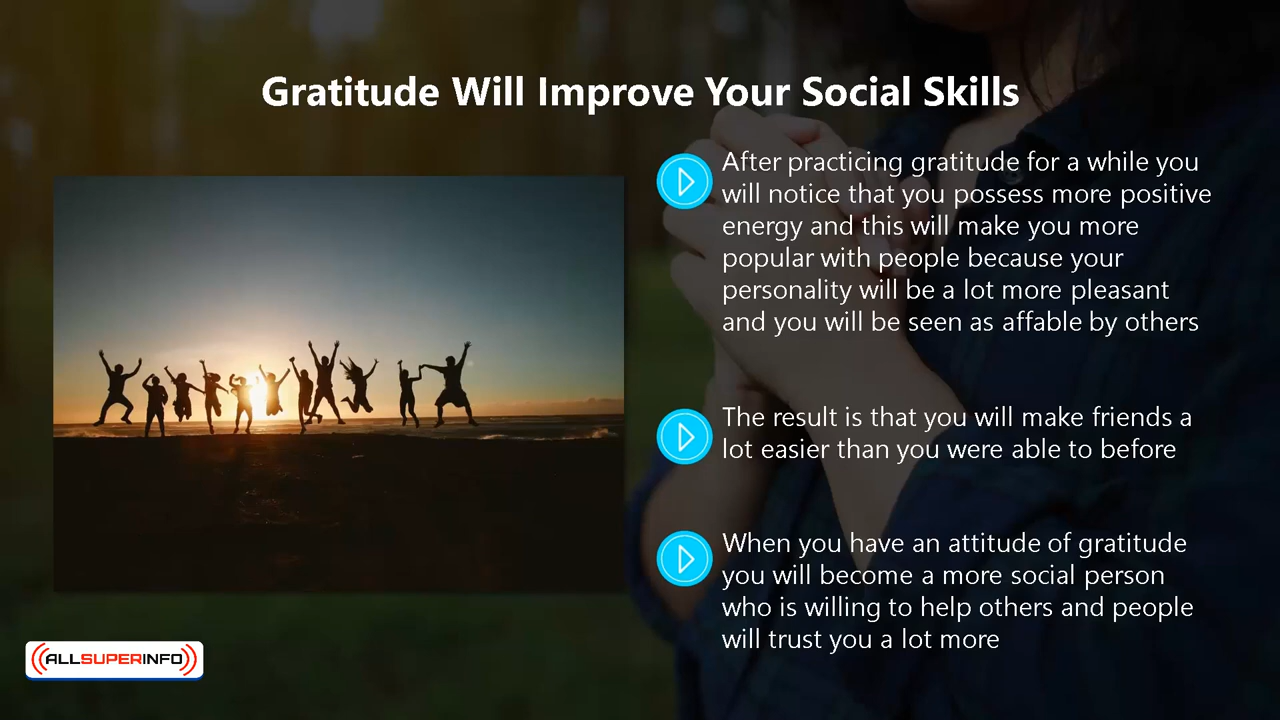 Gratitude Will Improve Your Social Skills
After practicing gratitude for a while you
will notice that you possess more positive
energy and this will make you more
popular with people because your
personality will be a lot more pleasant
and you will be seen as affable by others
The result is that you will make friends a
lot easier than you were able to before
When you have an attitude of gratitude
you will become a more social person
who is willing to help others and people
will trust you a lot more
ALLSUPERINFO